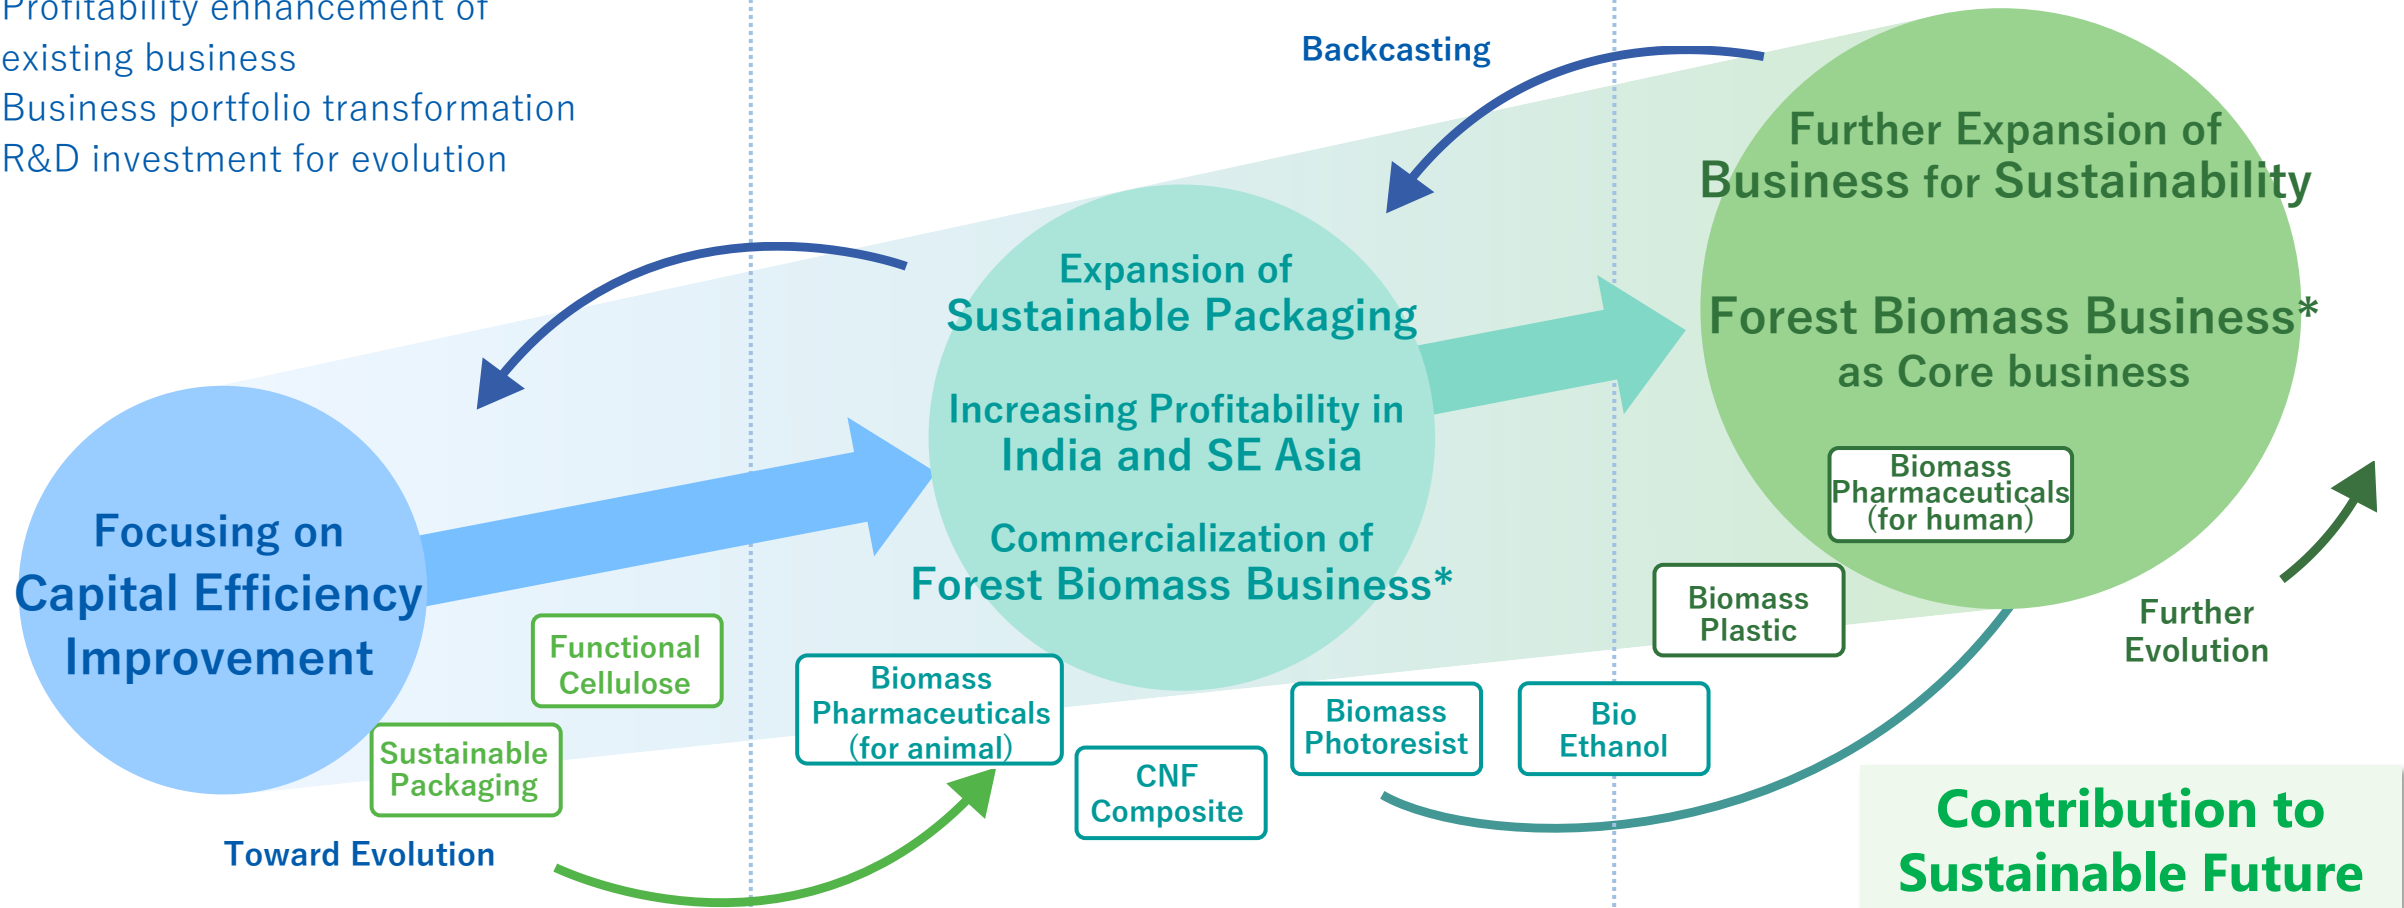 Profitability enhancement of
existing business
Business portfolio transformation
R&D investment for evolution
Backcasting
Focusing on
Capital Efficiency
Improvement
Expansion of
Sustainable Packaging
Increasing Profitability in
India and SE Asia
Commercialization of
Forest Biomass Business*
Further Expansion of
Business for Sustainability
Forest Biomass Business*
as Core business
Biomass
Pharmaceuticals
(for human)
Functional
Cellulose
Sustainable
Packaging
Biomass
Pharmaceuticals
(for animal)
CNF
Composite
Biomass
Photoresist
Bio
Ethanol
Biomass
Plastic
Further
Evolution
Toward Evolution
Contribution to
Sustainable Future